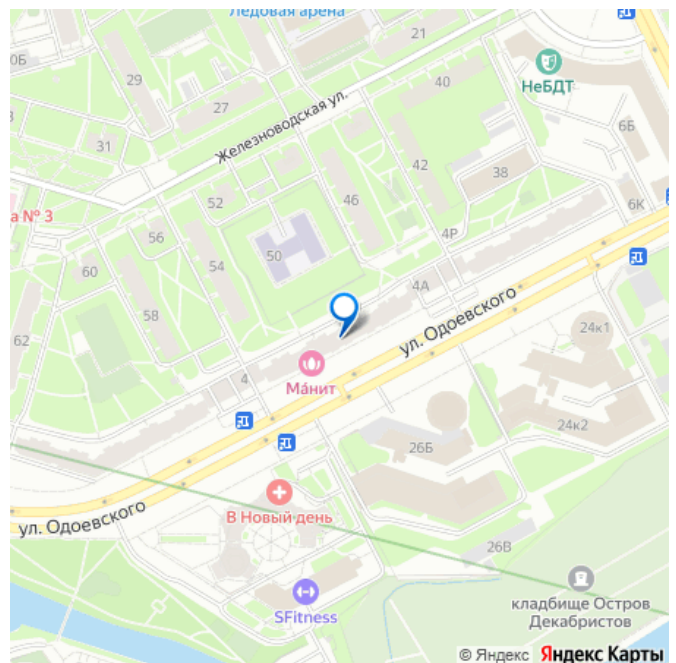 Ледовая арена
21
0Б
29
40
НеБДТ
27
Железноводская ул.
3
31
6Б
42
38
46
52
а № 3
6К
56
4Р
50
60
54
4А
58
ул. Одоевского
62
24к1
Ма́нит
4
24к2
26Б
В Новый день
ул. Одоевского
26В
SFitness
кладбище Остров
Декабристов
© Яндекс Яндекс Карты